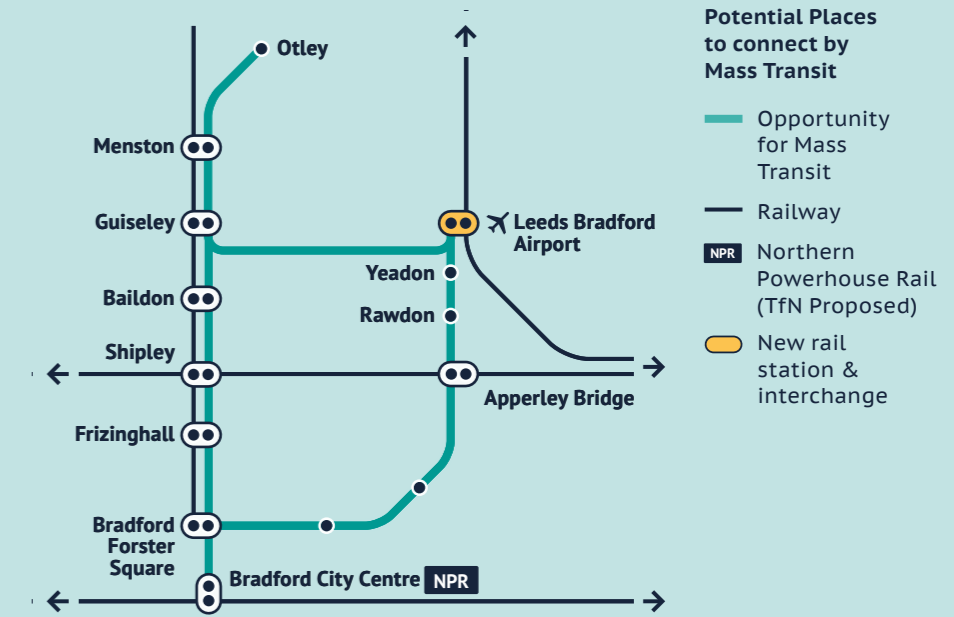 Otley
Menston
Guiseley
Leeds Bradford
Airport
Yeadon
Baildon
Rawdon
Shipley
Apperley Bridge
Frizinghall
Bradford
Forster
Square
Bradford City Centre NPR
Potential Places
to connect by
Mass Transit
Opportunity
for Mass
Transit
Railway
NPR Northern
Powerhouse Rail
(TfN Proposed)
New rail
station &
interchange